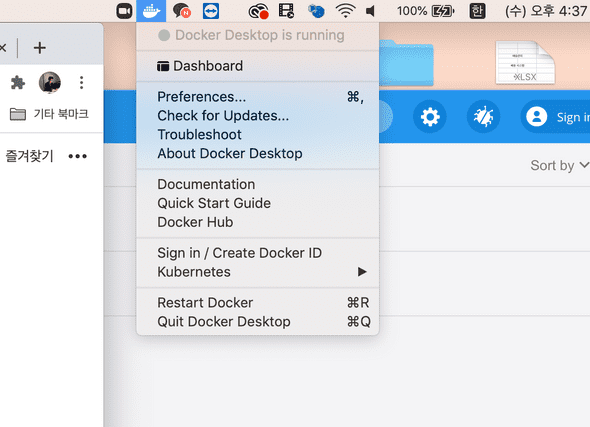 100%
한
(수) 오후 4:37
Docker Desktop is running
Dashboard
XLSX
Preferences... ⌘,
Check for Updates...
Troubleshoot
About Docker Desktop
기타 북마크
Sign in
즐겨찾기 •••
Sort by
Documentation
Quick Start Guide
Docker Hub
Sign in / Create Docker ID
Kubernetes
Restart Docker ⌘R
Quit Docker Desktop ⌘Q